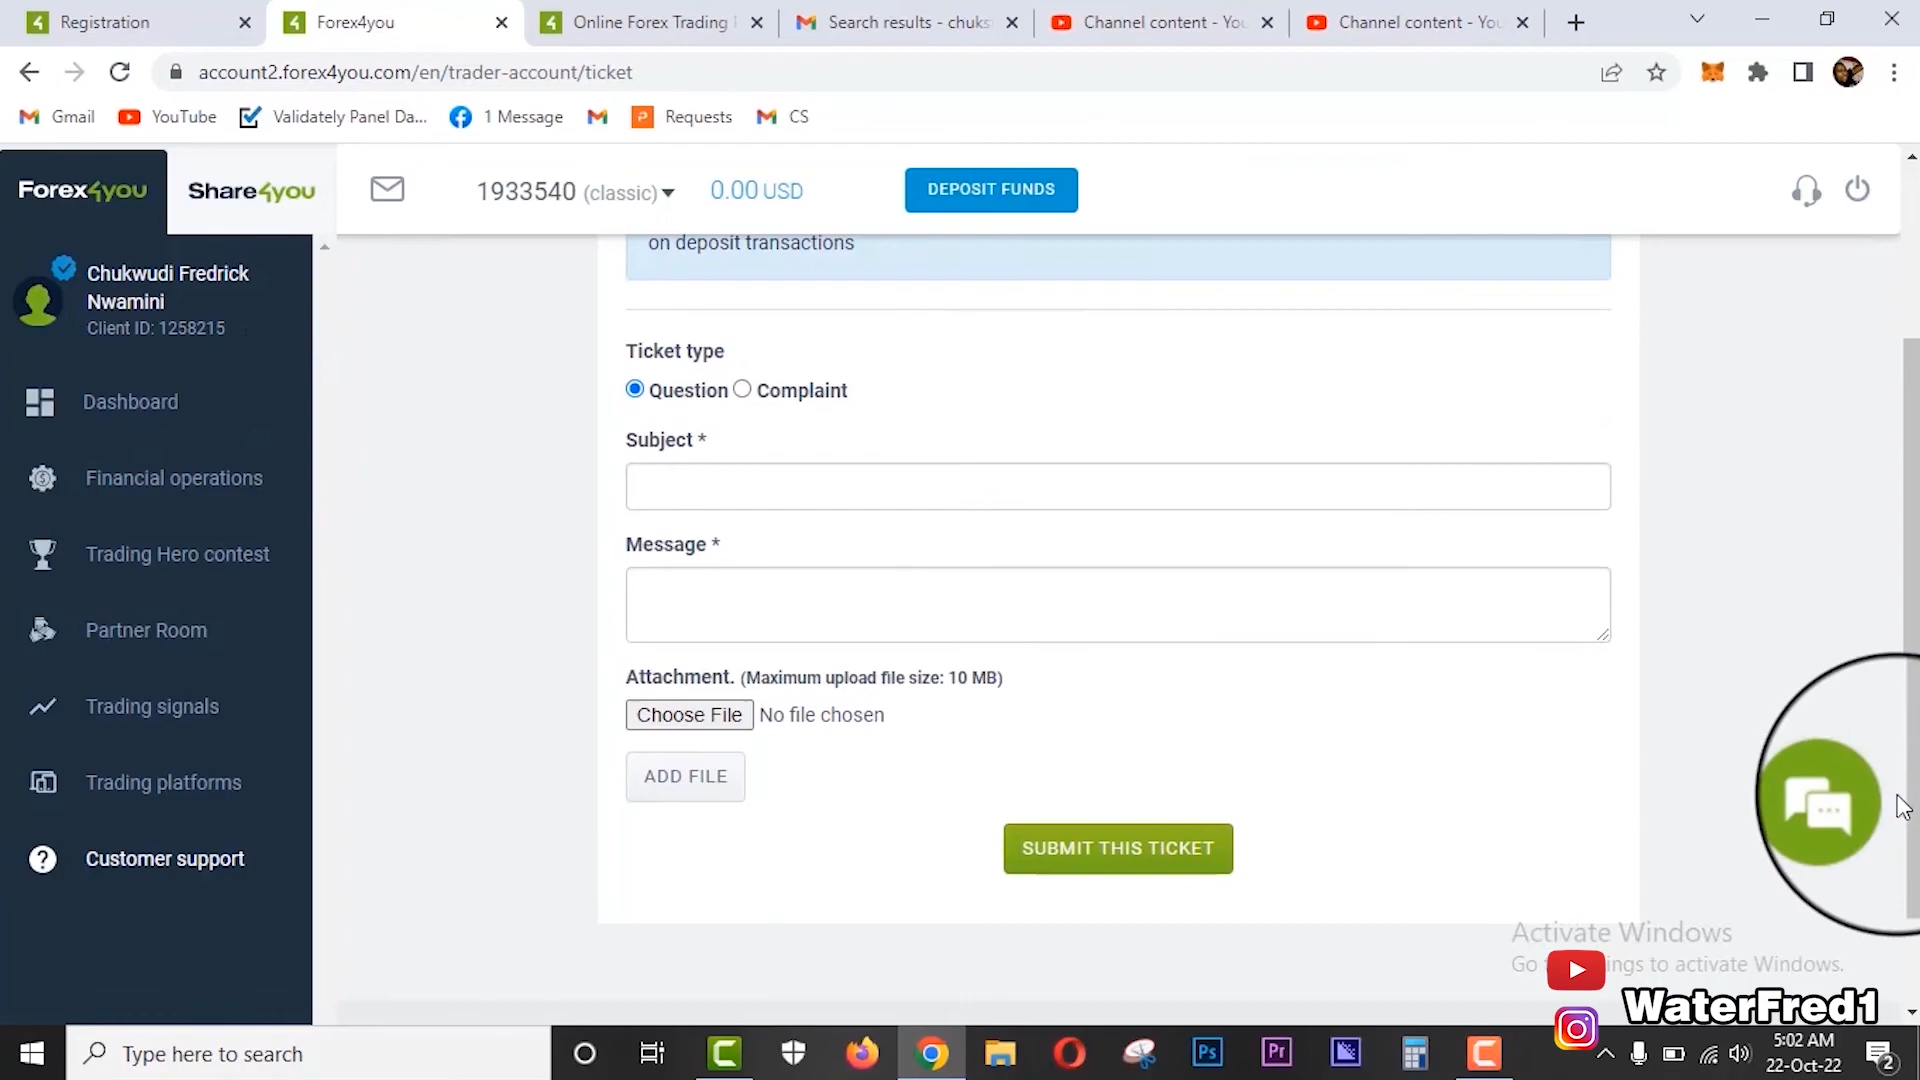 Registration
Forex4you
Online Forex Trading
Search results - chuks
Channel content - You
Channel content - You
account2.forex4you.com/en/trader-account/ticket
Gmail
YouTube
Validately Panel Da...
1 Message
Requests
CS
Forex4you
Share4you
1933540 (classic)
0.00 USD
DEPOSIT FUNDS
on deposit transactions
Chukwudi Fredrick
Nwamini
Client ID: 1258215
Dashboard
Financial operations
Trading Hero contest
Partner Room
Trading signals
Trading platforms
Customer support
Ticket type
Question
Complaint
Subject *
Message *
Attachment. (Maximum upload file size: 10 MB)
Choose File No file chosen
ADD FILE
SUBMIT THIS TICKET
Activate Windows
Go ings to activate Windows.
WaterFred1
Type here to search
Ps
Pr
5:02 AM
22-Oct-22
2